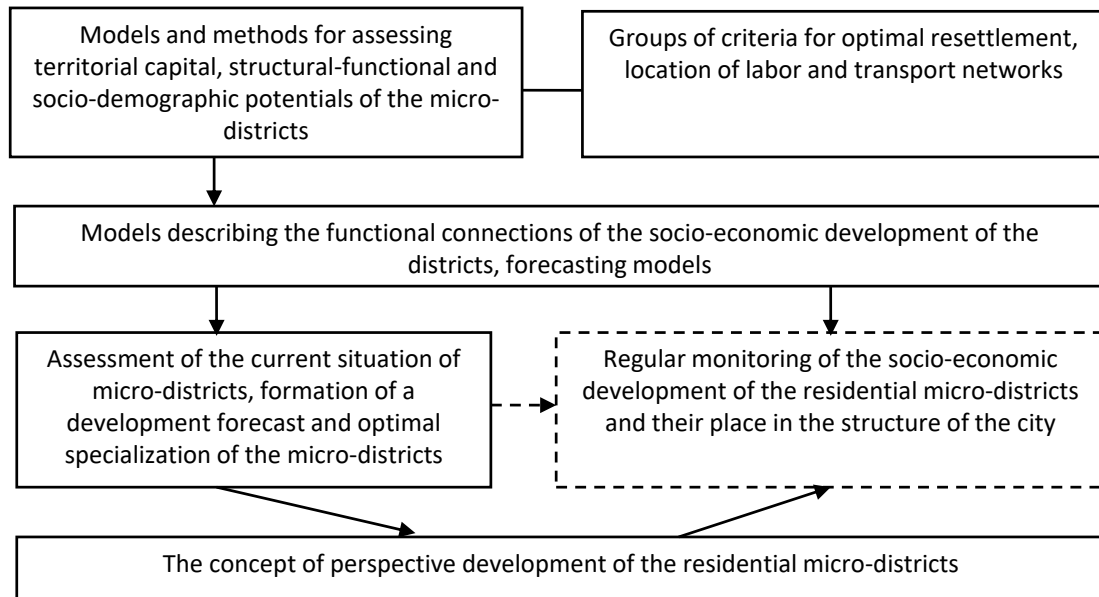 Models and methods for assessing
territorial capital, structural-functional and
socio-demographic potentials of the micro-
districts
Groups of criteria for optimal resettlement,
location of labor and transport networks
Models describing the functional connections of the socio-economic development of the
districts, forecasting models
Assessment of the current situation of
micro-districts, formation of a
development forecast and optimal
specialization of the micro-districts
Regular monitoring of the socio-economic
development of the residential micro-districts
and their place in the structure of the city
The concept of perspective development of the residential micro-districts